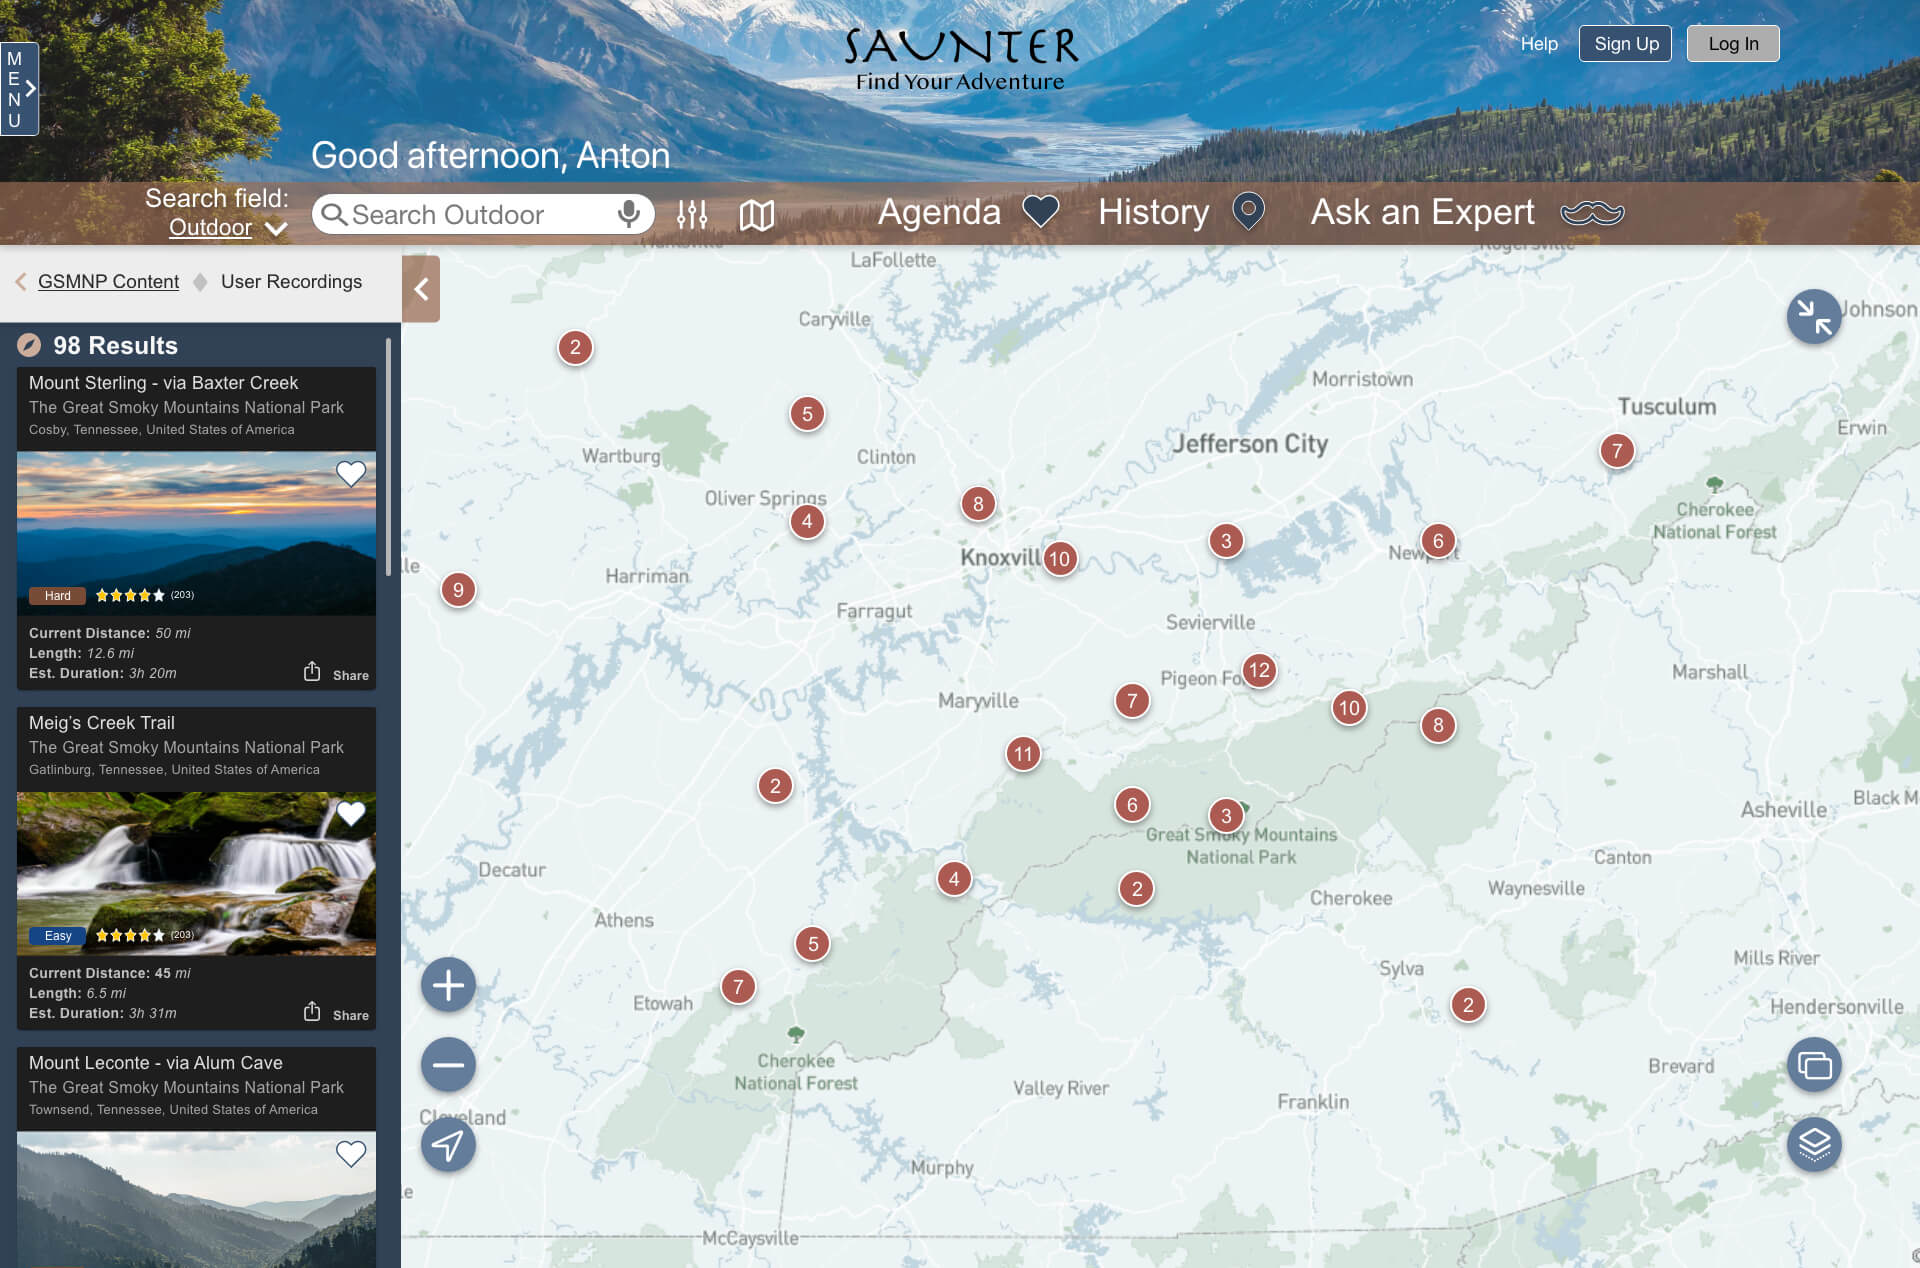 SAUNTER
Find Your Adventure
Help
Sign Up
Log In
MENU
Good afternoon, Anton
Search field:
Outdoor
Search Outdoor
Agenda
History
Ask an Expert
GSMNP Content
User Recordings
98 Results
Mount Sterling - via Baxter Creek
The Great Smoky Mountains National Park
Cosby, Tennessee, United States of America
Hard
(203)
Current Distance: 50 mi
Length: 12.6 mi
Est. Duration: 3h 20m
Share
Meig's Creek Trail
The Great Smoky Mountains National Park
Gatlinburg, Tennessee, United States of America
Easy
(203)
Current Distance: 45 mi
Length: 6.5 mi
Est. Duration: 3h 31m
Share
Mount Leconte - via Alum Cave
The Great Smoky Mountains National Park
Townsend, Tennessee, United States of America
LaFollette
Caryville
Johnson
2
Morristown
5
Tusculum
Erwin
Jefferson City
7
Wartburg
Clinton
Oliver Springs
8
4
Cherokee
National Forest
3
6
Newport
Knoxvill
10
le
Harriman
9
Farragut
Sevierville
12
Pigeon Fo
Marshall
7
Maryville
10
8
11
2
6
3
Great Smoky Mountains
National Park
Asheville
Black M
Canton
Decatur
4
2
Cherokee
Waynesville
Athens
5
Mills River
Sylva
7
Etowah
2
Hendersonville
Cherokee
National Forest
Valley River
Brevard
Franklin
Cleveland
Murphy
le
McCaysville